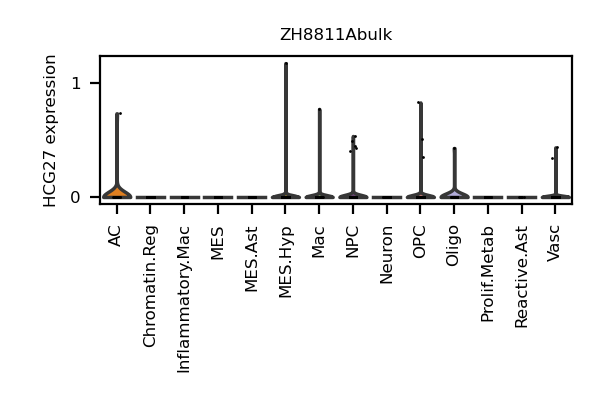 ZH8811Abulk
HCG27 expression
1
0
AC
Chromatin.Reg
Inflammatory.Mac
MES
MES.Ast
MES.Hyp
Mac
NPC
Neuron
OPC
Oligo
Prolif.Metab
Reactive.Ast
Vasc